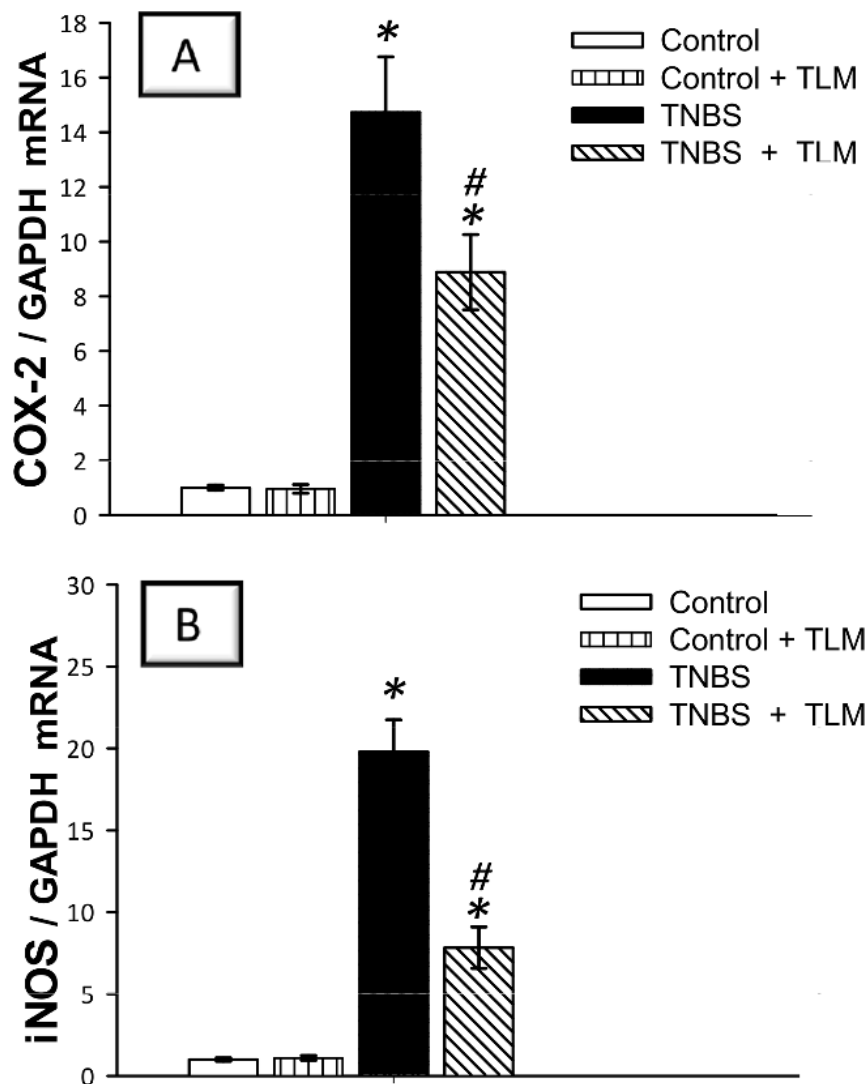 A
COX-2 / GAPDH mRNA
18
16
14
12
10
8
6
4
2
0
*
#
*
Control
Control + TLM
TNBS
TNBS + TLM
B
iNOS / GAPDH mRNA
30
25
20
15
10
5
0
*
#
*
Control
Control + TLM
TNBS
TNBS + TLM